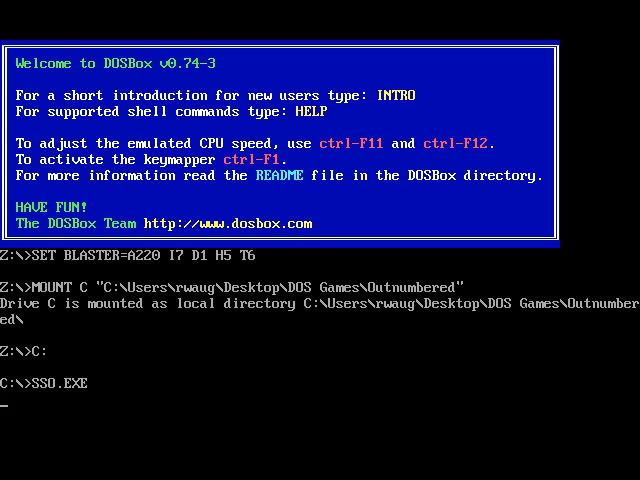 Welcome to DOSBox v0.74-3
For a short introduction for new users type: INTRO
For supported shell commands type: HELP
To adjust the emulated CPU speed, use ctrl-F11 and ctrl-F12.
To activate the keymapper ctrl-F1.
For more information read the README file in the DOSBox directory.
HAVE FUN!
The DOSBox Team http://www.dosbox.com
Z:\>SET BLASTER=A220 I7 D1 H5 T6
Z:\>MOUNT C "C:\Users\rwaug\Desktop\DOS Games\Outnumbered"
Drive C is mounted as local directory C:\Users\rwaug\Desktop\DOS Games\Outnumber
ed\
Z:\>C:
C:\>SSO.EXE
_